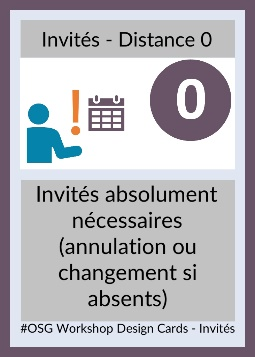 Invités - Distance 0
0
Invités absolument
nécessaires
(annulation ou
changement si
absents)
#OSG Workshop Design Cards - Invités